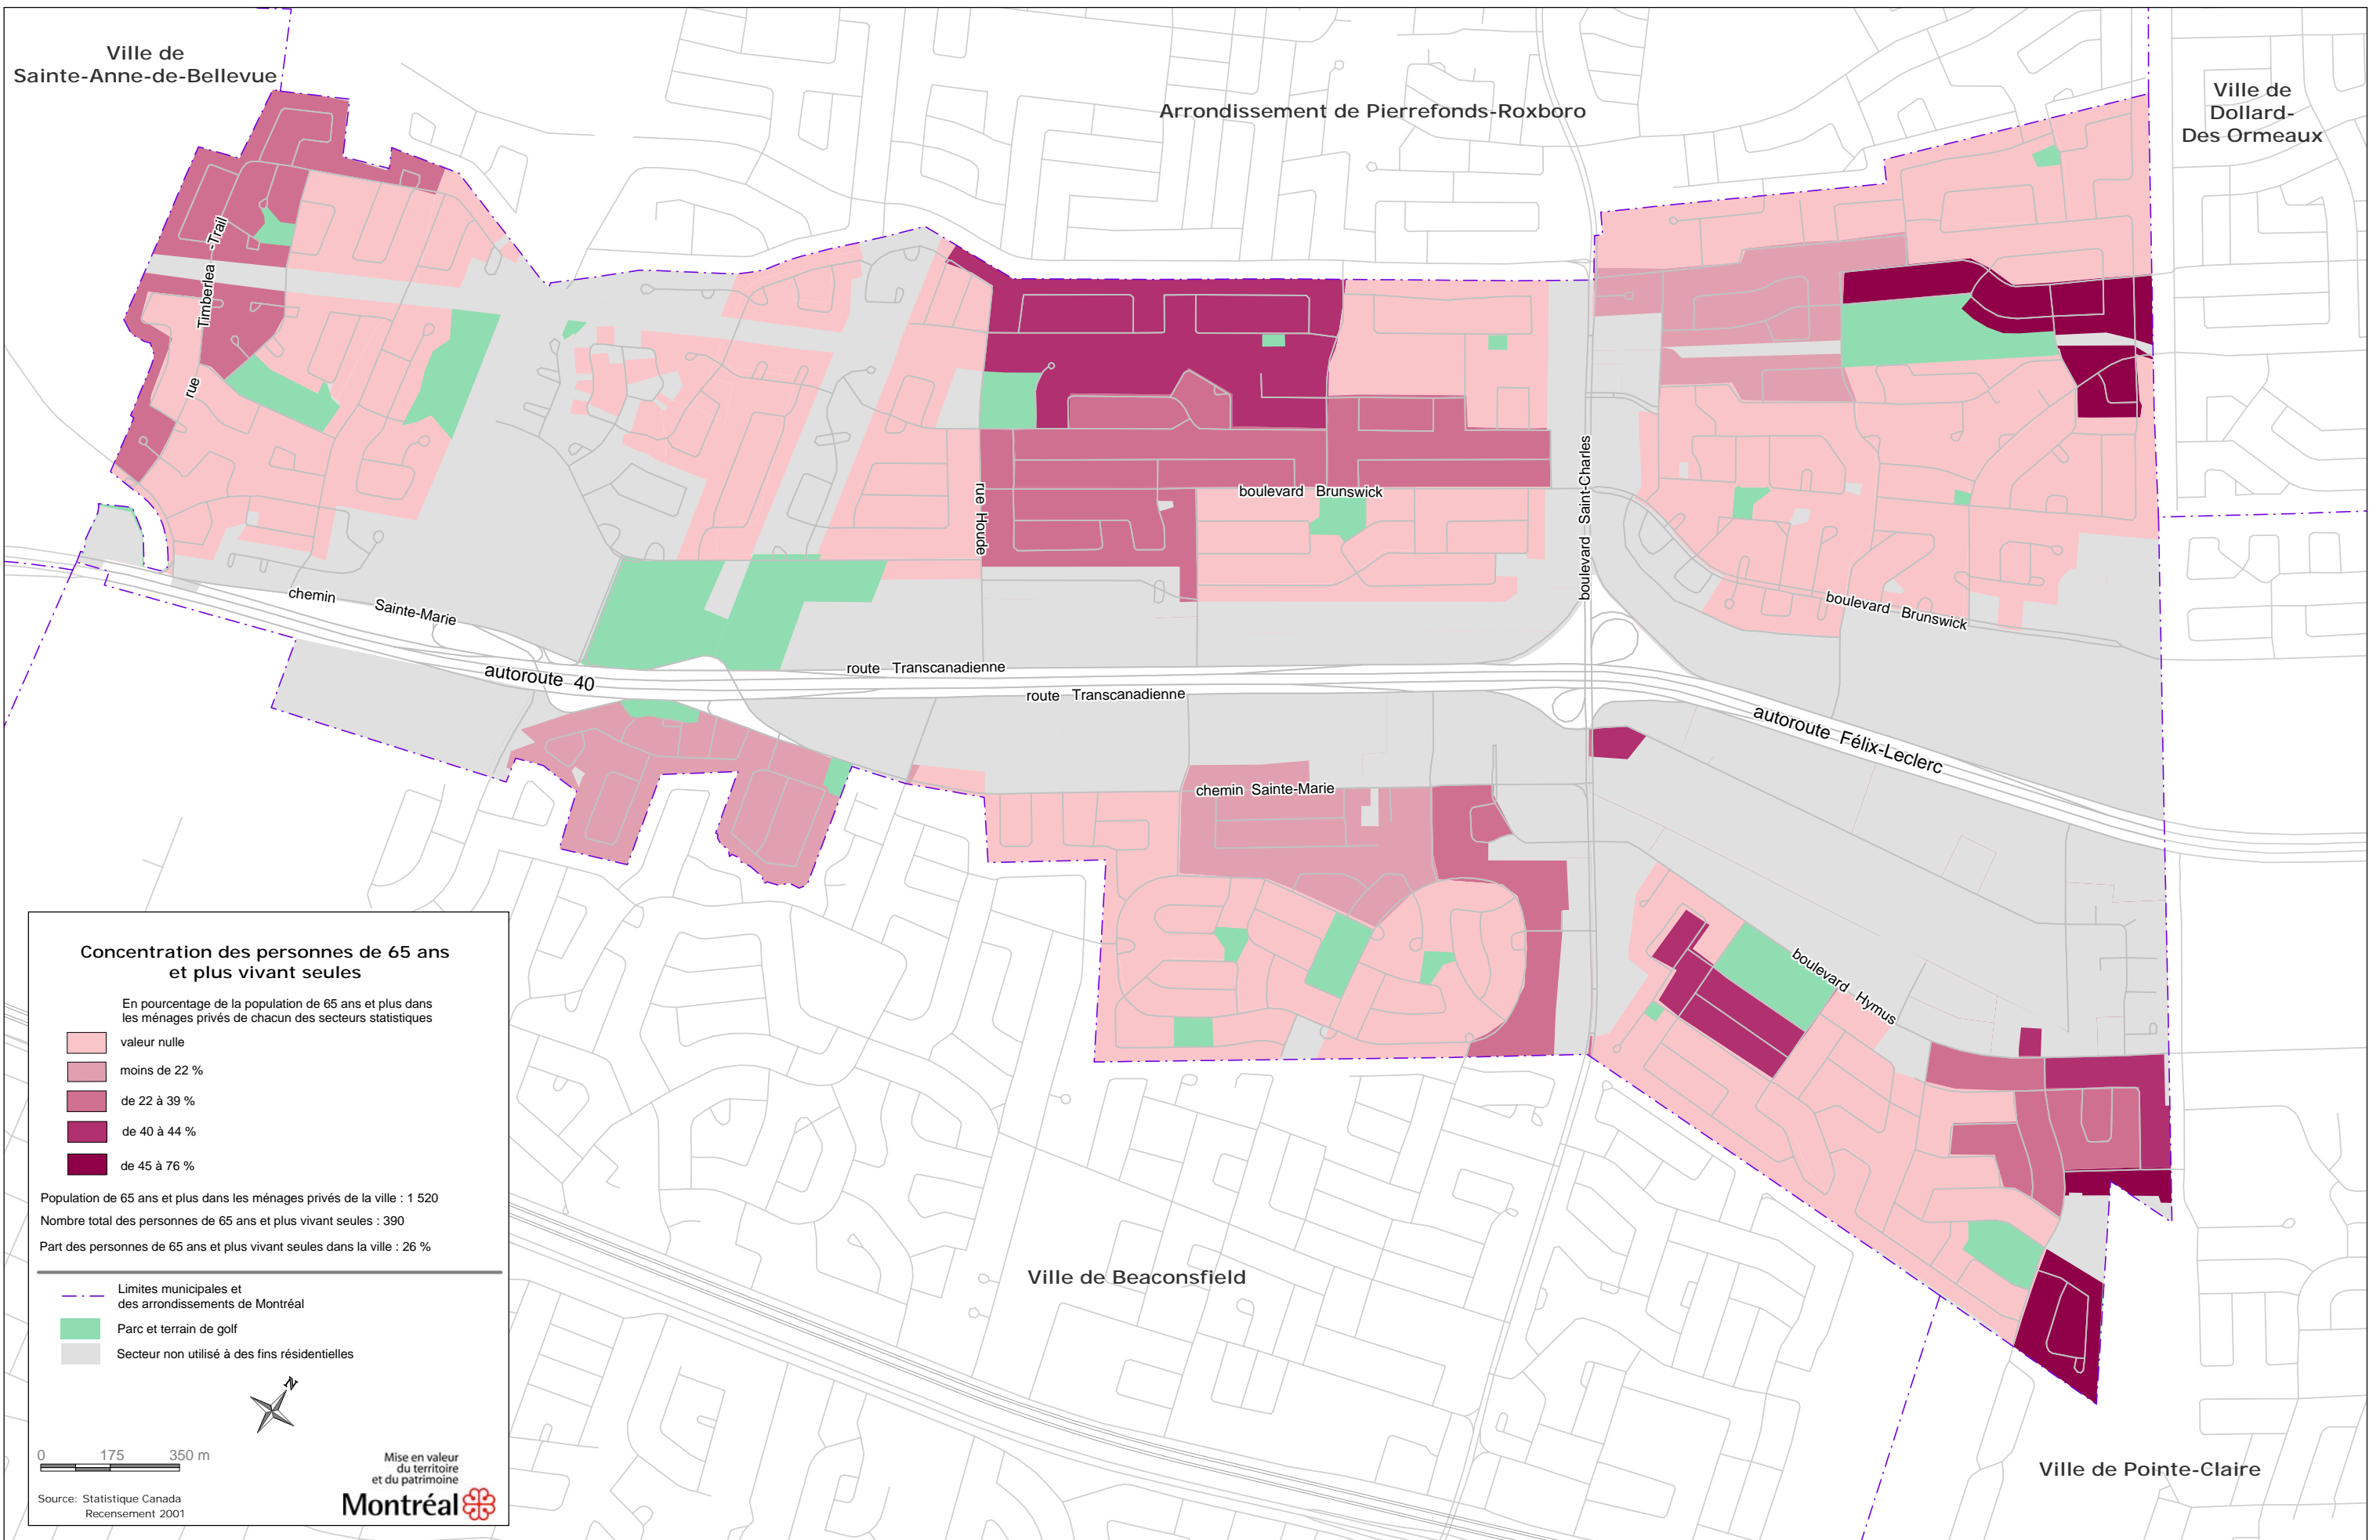 Ville de
Sainte-Anne-de-Bellevue
Arrondissement de Pierrefonds-Roxboro
Ville de
Dollard-
Des Ormeaux
rue Timberlea -Trail
rue Houde
boulevard Brunswick
boulevard Saint-Charles
boulevard Brunswick
chemin Sainte-Marie
autoroute 40
route Transcanadienne
route Transcanadienne
autoroute Félix-Leclerc
chemin Sainte-Marie
boulevard Hymus
Ville de Beaconsfield
Ville de Pointe-Claire
Concentration des personnes de 65 ans
et plus vivant seules
En pourcentage de la population de 65 ans et plus dans
les ménages privés de chacun des secteurs statistiques
valeur nulle
moins de 22 %
de 22 à 39 %
de 40 à 44 %
de 45 à 76 %
Population de 65 ans et plus dans les ménages privés de la ville : 1 520
Nombre total des personnes de 65 ans et plus vivant seules : 390
Part des personnes de 65 ans et plus vivant seules dans la ville : 26 %
Limites municipales et
des arrondissements de Montréal
Parc et terrain de golf
Secteur non utilisé à des fins résidentielles
N
0 175 350 m
Source: Statistique Canada
Recensement 2001
Mise en valeur
du territoire
et du patrimoine
Montréal